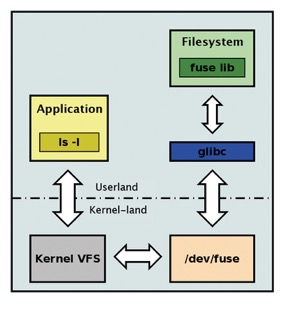 Filesystem
fuse lib
Application
ls -l
glibc
Userland
Kernel-land
Kernel VFS
/dev/fuse